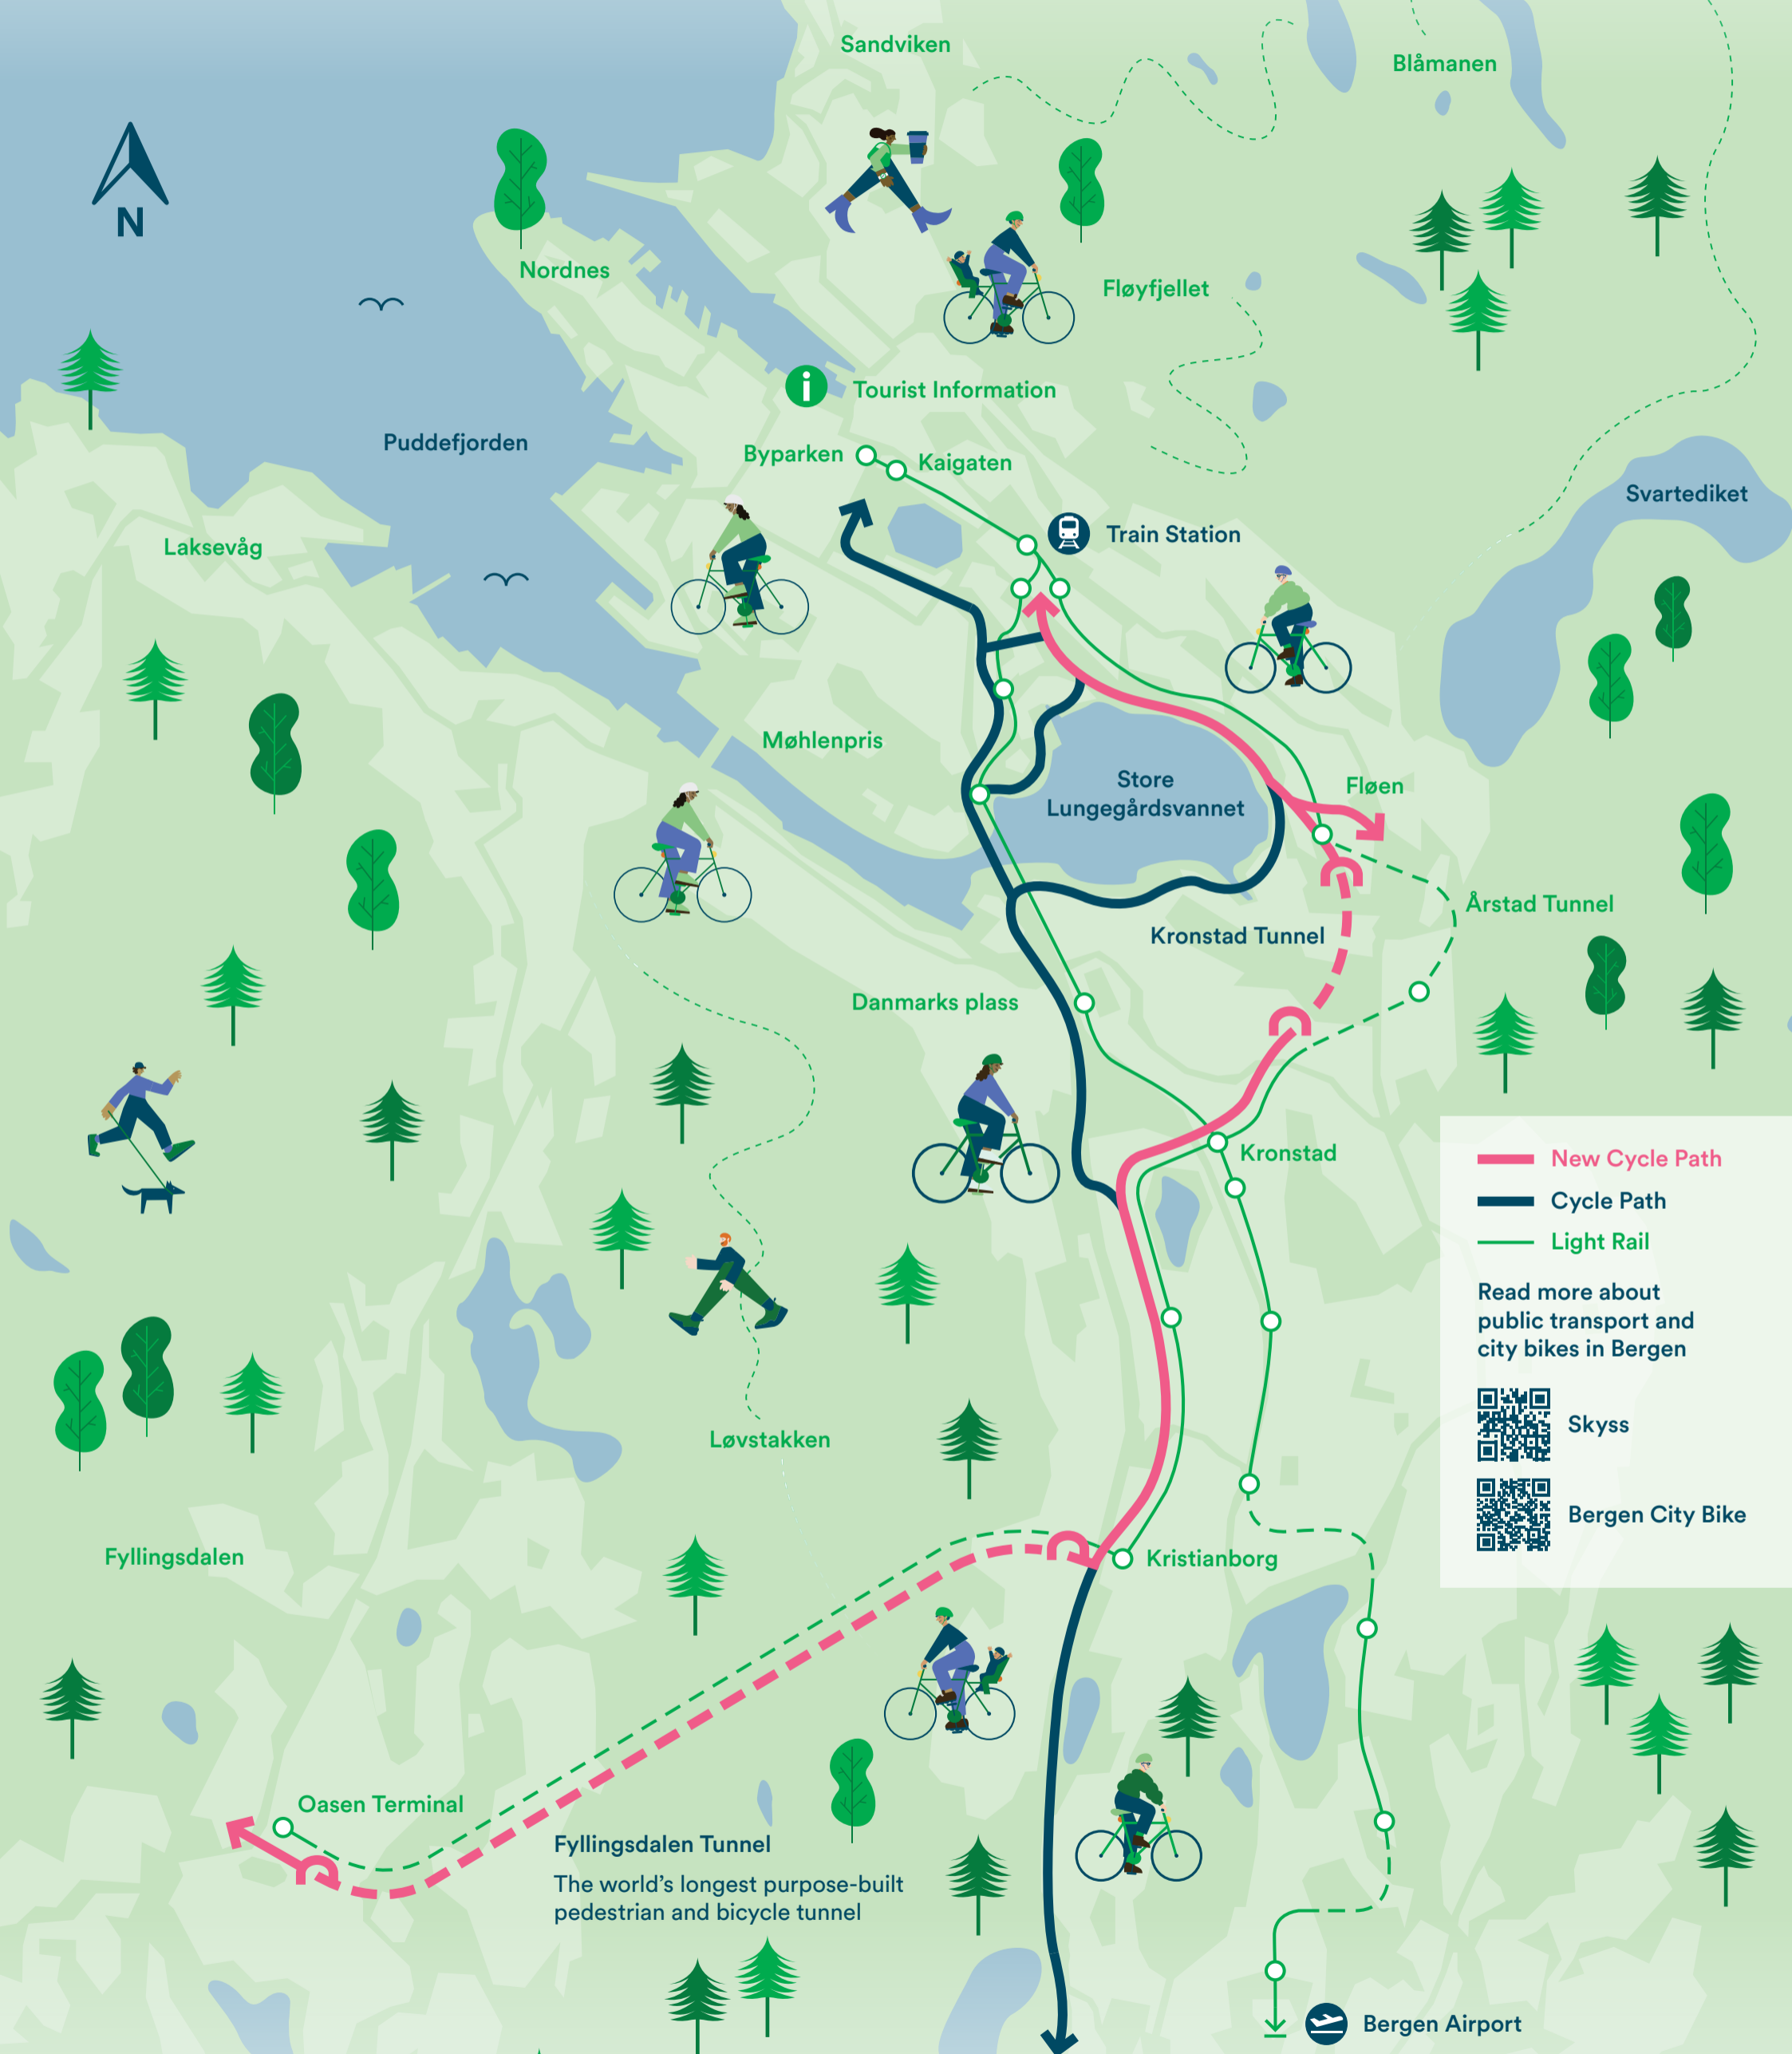 Sandviken
Blåmanen
N
Nordnes
Fløyfjellet
i
Tourist Information
Puddefjorden
Byparken
Kaigaten
Svartediket
Train Station
Laksevåg
Møhlenpris
Store
Lungegårdsvannet
Fløen
Årstad Tunnel
Kronstad Tunnel
Danmarks plass
Kronstad
New Cycle Path
Cycle Path
Light Rail
Read more about
public transport and
city bikes in Bergen
Skyss
Bergen City Bike
Løvstakken
Fyllingsdalen
Kristianborg
Oasen Terminal
Fyllingsdalen Tunnel
The world’s longest purpose-built
pedestrian and bicycle tunnel
Bergen Airport